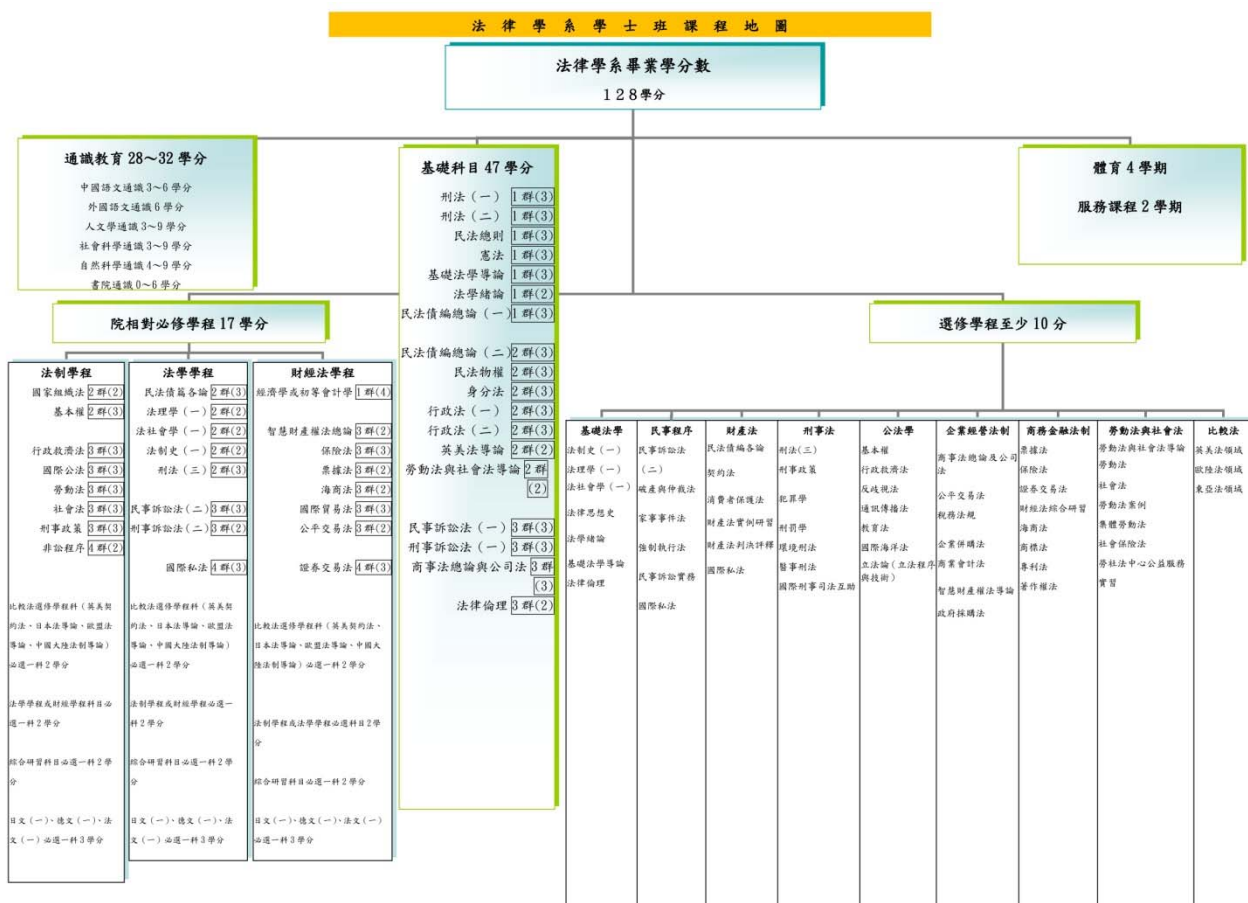 法律學系學士班課程地圖
法律學系畢業學分數
128學分
通識教育 28～32 學分
中國語文通識 3～6 學分
外國語文通識 6 學分
人文學通識 3～9 學分
社會科學通識 3～9 學分
自然科學通識 4～9 學分
書院通識 0～6 學分
基礎科目 47 學分
刑法（一） 1 群(3)
刑法（二） 1 群(3)
民法總則 1 群(3)
憲法 1 群(3)
基礎法學導論 1 群(3)
法學緒論 1 群(2)
民法債編總論（一） 1 群(3)
民法債編總論（二） 2 群(3)
民法物權 2 群(3)
身分法 2 群(3)
行政法（一） 2 群(3)
行政法（二） 2 群(3)
英美法導論 2 群(2)
勞動法與社會法導論 2 群
(2)
民事訴訟法（一） 3 群(3)
刑事訴訟法（一） 3 群(3)
商事法總論與公司法 3 群
(3)
法律倫理 3 群(2)
體育 4 學期
服務課程 2 學期
院相對必修學程 17 學分
法制學程
國家組織法 2 群(2)
基本權 2 群(3)
行政救濟法 3 群(3)
國際公法 3 群(3)
勞動法 3 群(3)
社會法 3 群(3)
刑事政策 3 群(3)
非訟程序 4 群(2)
比較法選修學程科（英美契
約法、日本法導論、歐盟法
導論、中國大陸法制導論）
必選一科 2 學分
法學學程或財經學程科目必
選一科 2 學分
綜合研習科目必選一科 2 學
分
日文（一）、德文（一）、法
文（一）必選一科 3 學分
法學學程
民法債篇各論 2 群(3)
法理學（一） 2 群(2)
法社會學（一） 2 群(2)
法制史（一） 2 群(2)
刑法（三） 2 群(3)
民事訴訟法（二） 3 群(3)
刑事訴訟法（二） 3 群(2)
國際私法 4 群(3)
比較法選修學程科（英美契
約法、日本法導論、歐盟法
導論、中國大陸法制導論）
必選一科 2 學分
法制學程或財經學程必選一
科 2 學分
綜合研習科目必選一科 2 學
分
日文（一）、德文（一）、法
文（一）必選一科 3 學分
財經法學程
經濟學或初等會計學 1 群(4)
智慧財產權法總論 3 群(2)
保險法 3 群(3)
票據法 3 群(2)
海商法 3 群(2)
國際貿易法 3 群(3)
公平交易法 3 群(2)
證券交易法 4 群(3)
比較法選修學程科（英美契約法、
日本法導論、歐盟法導論、中國大
陸法制導論）必選一科 2 學分
法制學程或法學學程必選科目 2 學
分
綜合研習科目必選一科 2 學分
日文（一）、德文（一）、法文（一）
必選一科 3 學分
選修學程至少 10 分
基礎法學
法制史（一）
法理學（一）
法社會學（一）
法律思想史
法學緒論
基礎法學導論
法律倫理
民事程序
民事訴訟法
（二）
破產與仲裁法
家事事件法
強制執行法
民事訴訟實務
國際私法
財產法
民法債編各論
契約法
消費者保護法
財產法實例研習
財產法判決評釋
國際私法
刑事法
刑法(三)
刑事政策
犯罪學
刑罰學
環境刑法
醫事刑法
國際刑事司法互助
公法學
基本權
行政救濟法
反歧視法
通訊傳播法
教育法
國際海洋法
立法論（立法程序
與技術）
企業經營法制
商事法總論及公司
法
公平交易法
稅務法規
企業併購法
商業會計法
智慧財產權法導論
政府採購法
商務金融法制
票據法
保險法
證券交易法
財經法綜合研習
海商法
商標法
專利法
著作權法
勞動法與社會法
勞動法與社會法導論
勞動法
社會法
勞動法案例
集體勞動法
社會保險法
勞社法中心公益服務
實習
比較法
英美法領域
歐陸法領域
東亞法領域